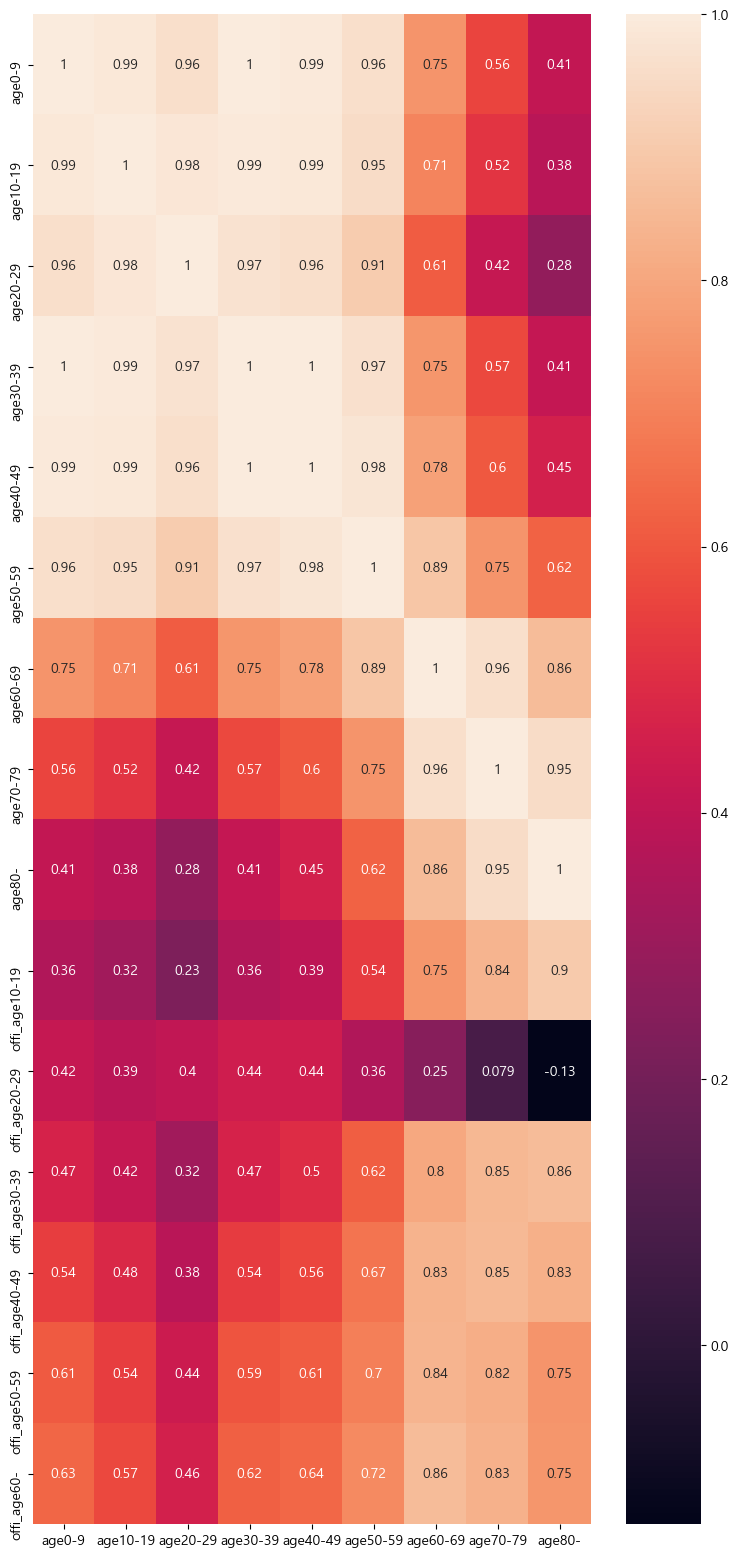 age0-9 1 0.99 0.96 1 0.99 0.96 0.75 0.56 0.41
age10-19 0.99 1 0.98 0.99 0.99 0.95 0.71 0.52 0.38
age20-29 0.96 0.98 1 0.97 0.96 0.91 0.61 0.42 0.28
age30-39 1 0.99 0.97 1 1 0.97 0.75 0.57 0.41
age40-49 0.99 0.99 0.96 1 1 0.98 0.78 0.6 0.45
age50-59 0.96 0.95 0.91 0.97 0.98 1 0.89 0.75 0.62
age60-69 0.75 0.71 0.61 0.75 0.78 0.89 1 0.96 0.86
age70-79 0.56 0.52 0.42 0.57 0.6 0.75 0.96 1 0.95
age80- 0.41 0.38 0.28 0.41 0.45 0.62 0.86 0.95 1
offi_age10-19 0.36 0.32 0.23 0.36 0.39 0.54 0.75 0.84 0.9
offi_age20-29 0.42 0.39 0.4 0.44 0.44 0.36 0.25 0.079 -0.13
offi_age30-39 0.47 0.42 0.32 0.47 0.5 0.62 0.8 0.85 0.86
offi_age40-49 0.54 0.48 0.38 0.54 0.56 0.67 0.83 0.85 0.83
offi_age50-59 0.61 0.54 0.44 0.59 0.61 0.7 0.84 0.82 0.75
offi_age60- 0.63 0.57 0.46 0.62 0.64 0.72 0.86 0.83 0.75
age0-9 age10-19 age20-29 age30-39 age40-49 age50-59 age60-69 age70-79 age80-
1.0
0.8
0.6
0.4
0.2
0.0